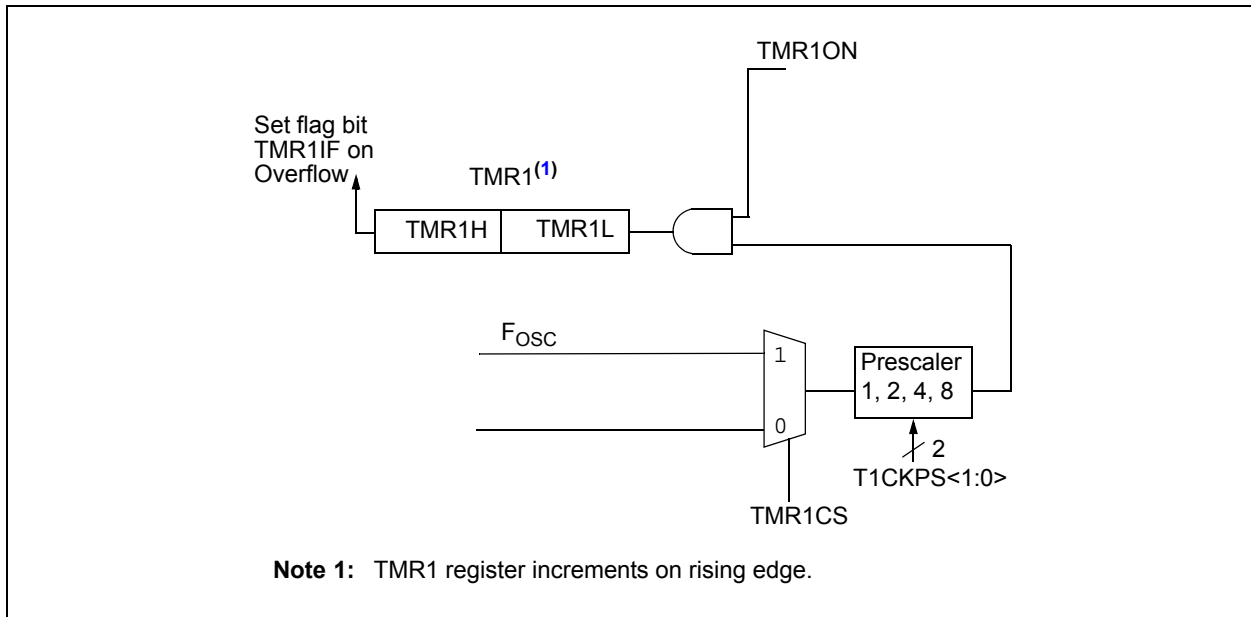 TMR1ON
Set flag bit
TMR1IF on
Overflow
TMR1(1)
TMR1H TMR1L
FOSC
1
Prescaler
1, 2, 4, 8
0
2
T1CKPS<1:0>
TMR1CS
Note 1: TMR1 register increments on rising edge.